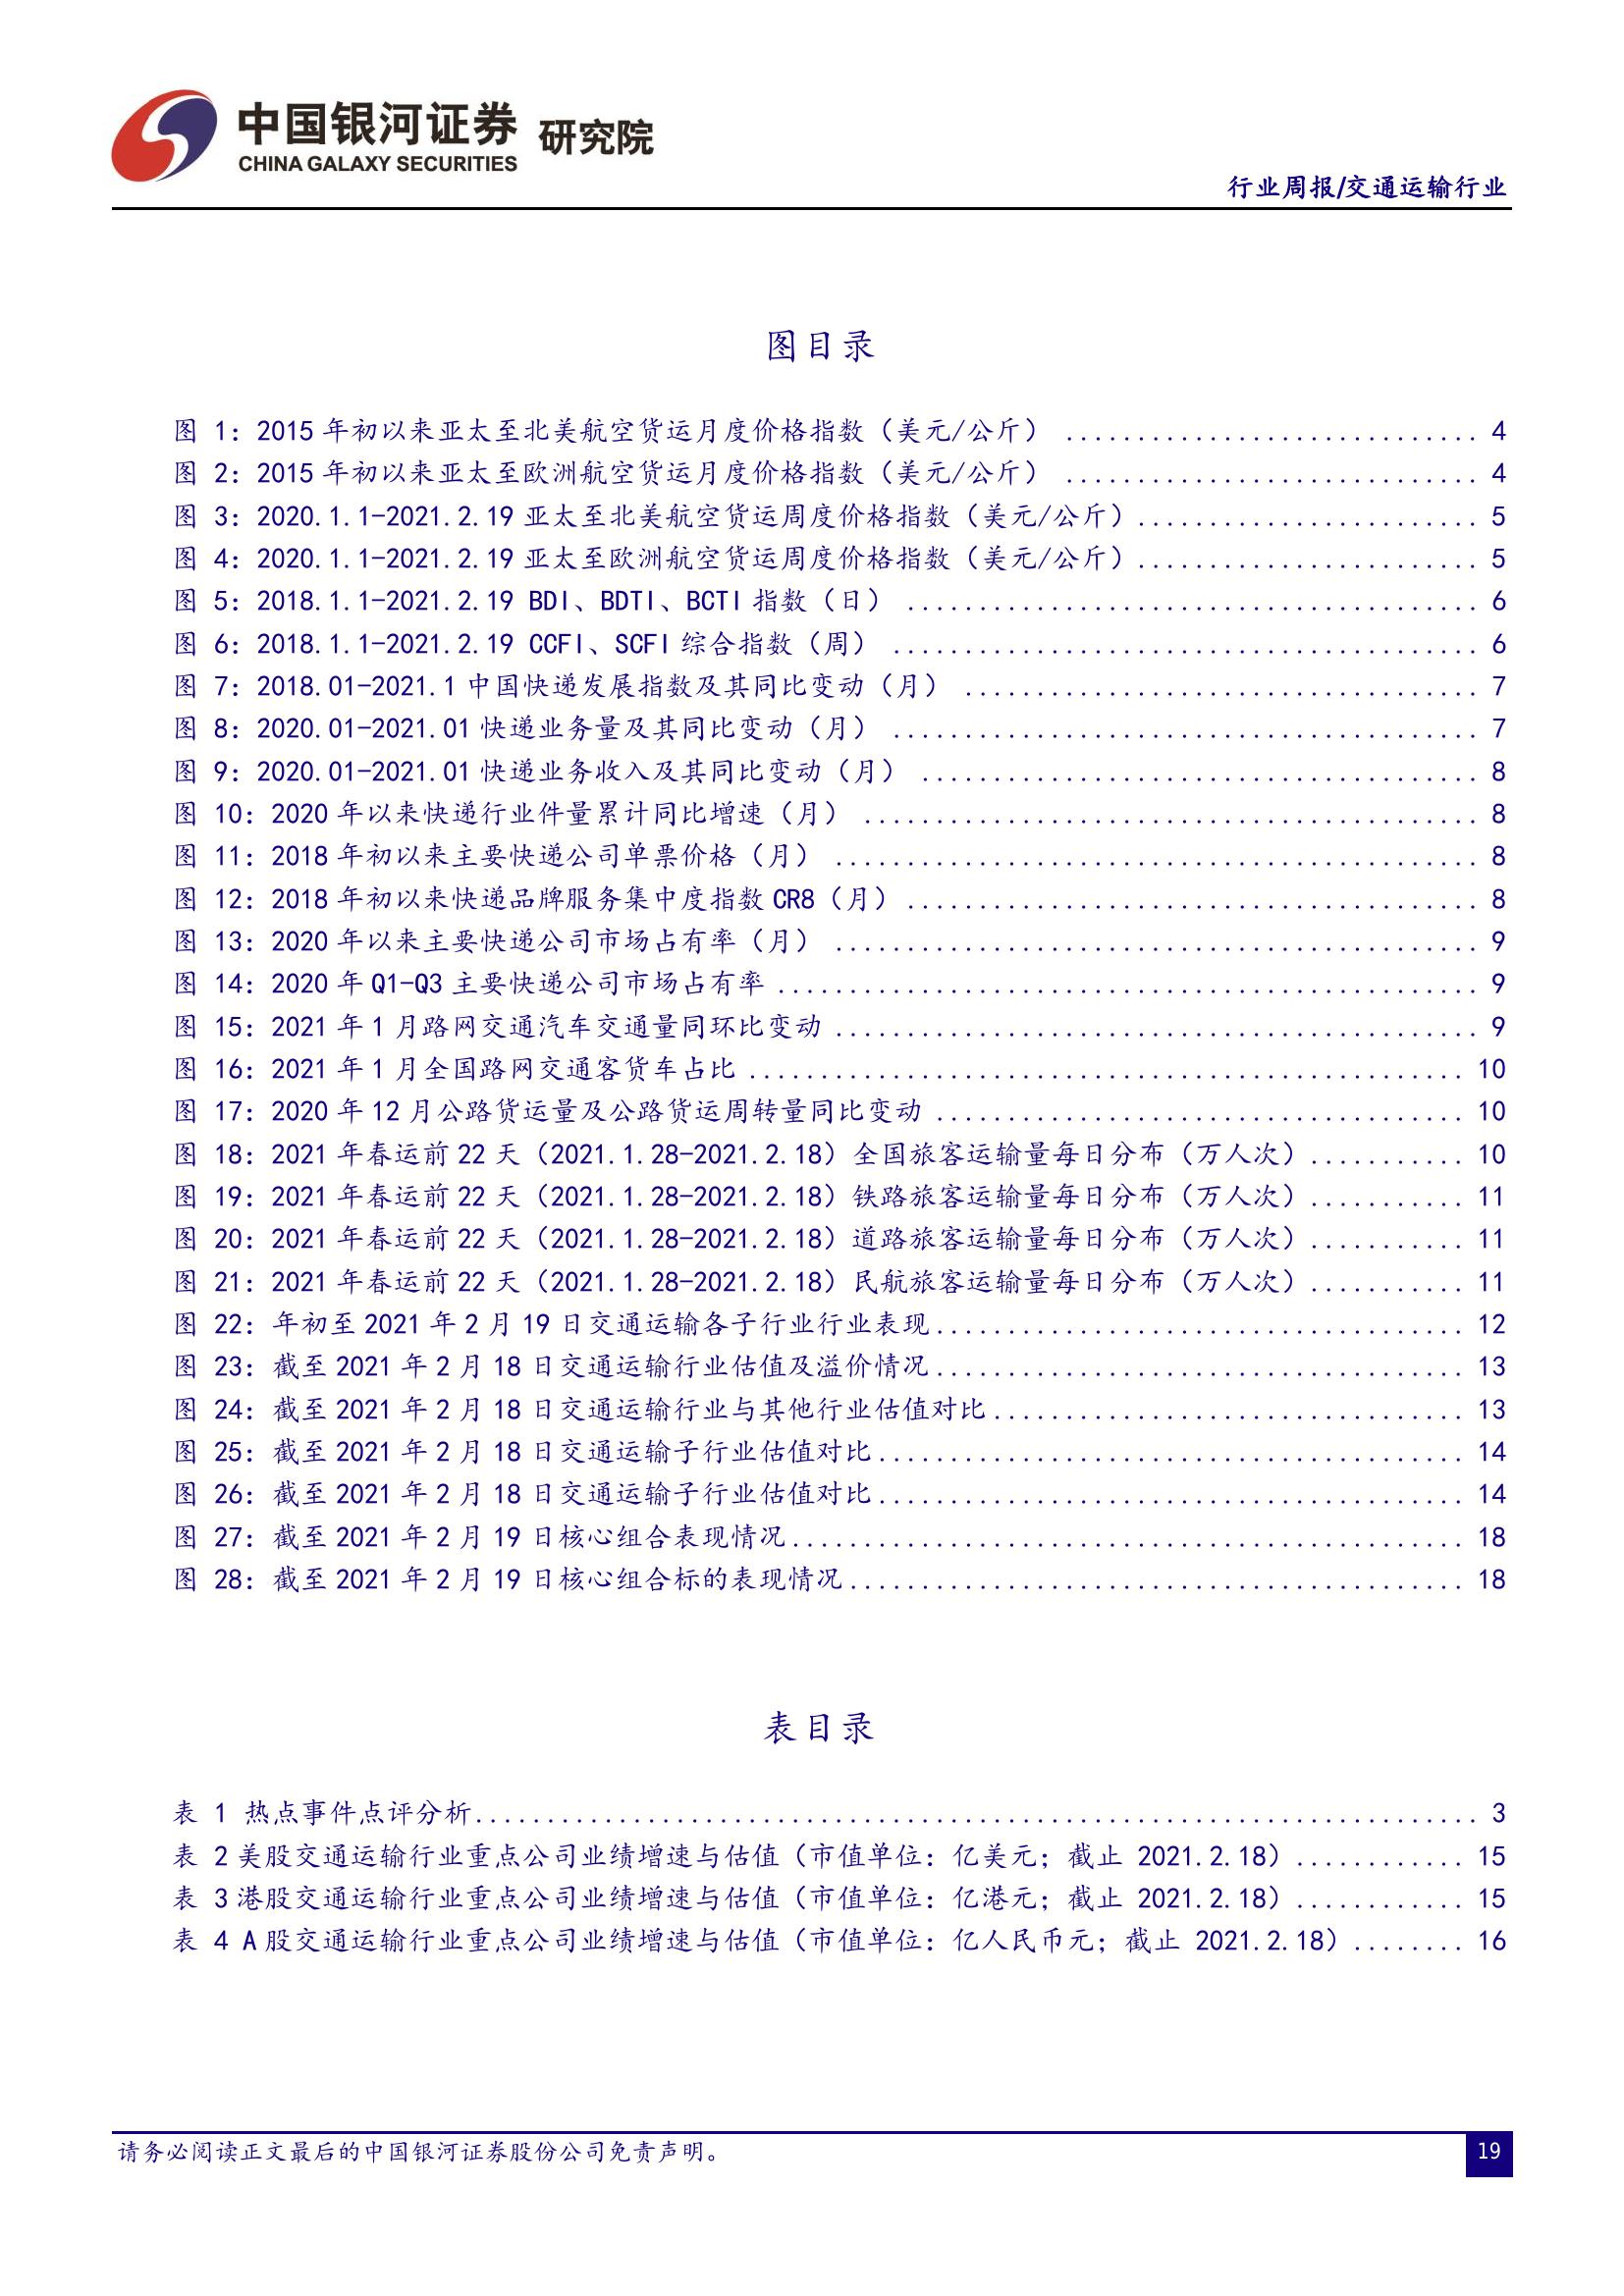 中国银河证券 研究院
CHINA GALAXY SECURITIES
行业周报/交通运输行业
图目录
图 1：2015 年初以来亚太至北美航空货运月度价格指数（美元/公斤） ............................. 4
图 2：2015 年初以来亚太至欧洲航空货运月度价格指数（美元/公斤） ............................. 4
图 3：2020.1.1-2021.2.19 亚太至北美航空货运周度价格指数（美元/公斤）........................ 5
图 4：2020.1.1-2021.2.19 亚太至欧洲航空货运周度价格指数（美元/公斤）........................ 5
图 5：2018.1.1-2021.2.19 BDI、BDTI、BCTI 指数（日） ........................................ 6
图 6：2018.1.1-2021.2.19 CCFI、SCFI 综合指数（周） ......................................... 6
图 7：2018.01-2021.1 中国快递发展指数及其同比变动（月） .................................... 7
图 8：2020.01-2021.01 快递业务量及其同比变动（月） ......................................... 7
图 9：2020.01-2021.01 快递业务收入及其同比变动（月） ....................................... 8
图 10：2020 年以来快递行业件量累计同比增速（月） ........................................... 8
图 11：2018 年初以来主要快递公司单票价格（月） ............................................. 8
图 12：2018 年初以来快递品牌服务集中度指数 CR8（月） ........................................ 8
图 13：2020 年以来主要快递公司市场占有率（月） ............................................. 9
图 14：2020 年 Q1-Q3 主要快递公司市场占有率 ................................................. 9
图 15：2021 年 1 月路网交通汽车交通量同环比变动 ............................................. 9
图 16：2021 年 1 月全国路网交通客货车占比 .................................................. 10
图 17：2020 年 12 月公路货运量及公路货运周转量同比变动 ..................................... 10
图 18：2021 年春运前 22 天（2021.1.28-2021.2.18）全国旅客运输量每日分布（万人次）........... 10
图 19：2021 年春运前 22 天（2021.1.28-2021.2.18）铁路旅客运输量每日分布（万人次）........... 11
图 20：2021 年春运前 22 天（2021.1.28-2021.2.18）道路旅客运输量每日分布（万人次）........... 11
图 21：2021 年春运前 22 天（2021.1.28-2021.2.18）民航旅客运输量每日分布（万人次）........... 11
图 22：年初至 2021 年 2 月 19 日交通运输各子行业行业表现...................................... 12
图 23：截至 2021 年 2 月 18 日交通运输行业估值及溢价情况...................................... 13
图 24：截至 2021 年 2 月 18 日交通运输行业与其他行业估值对比.................................. 13
图 25：截至 2021 年 2 月 18 日交通运输子行业估值对比.......................................... 14
图 26：截至 2021 年 2 月 18 日交通运输子行业估值对比.......................................... 14
图 27：截至 2021 年 2 月 19 日核心组合表现情况................................................ 18
图 28：截至 2021 年 2 月 19 日核心组合标的表现情况............................................ 18
表目录
表 1 热点事件点评分析...................................................................... 3
表 2 美股交通运输行业重点公司业绩增速与估值（市值单位：亿美元；截止 2021.2.18）............ 15
表 3 港股交通运输行业重点公司业绩增速与估值（市值单位：亿港元；截止 2021.2.18）............ 15
表 4 A 股交通运输行业重点公司业绩增速与估值（市值单位：亿人民币元；截止 2021.2.18）........ 16
请务必阅读正文最后的中国银河证券股份公司免责声明。
19